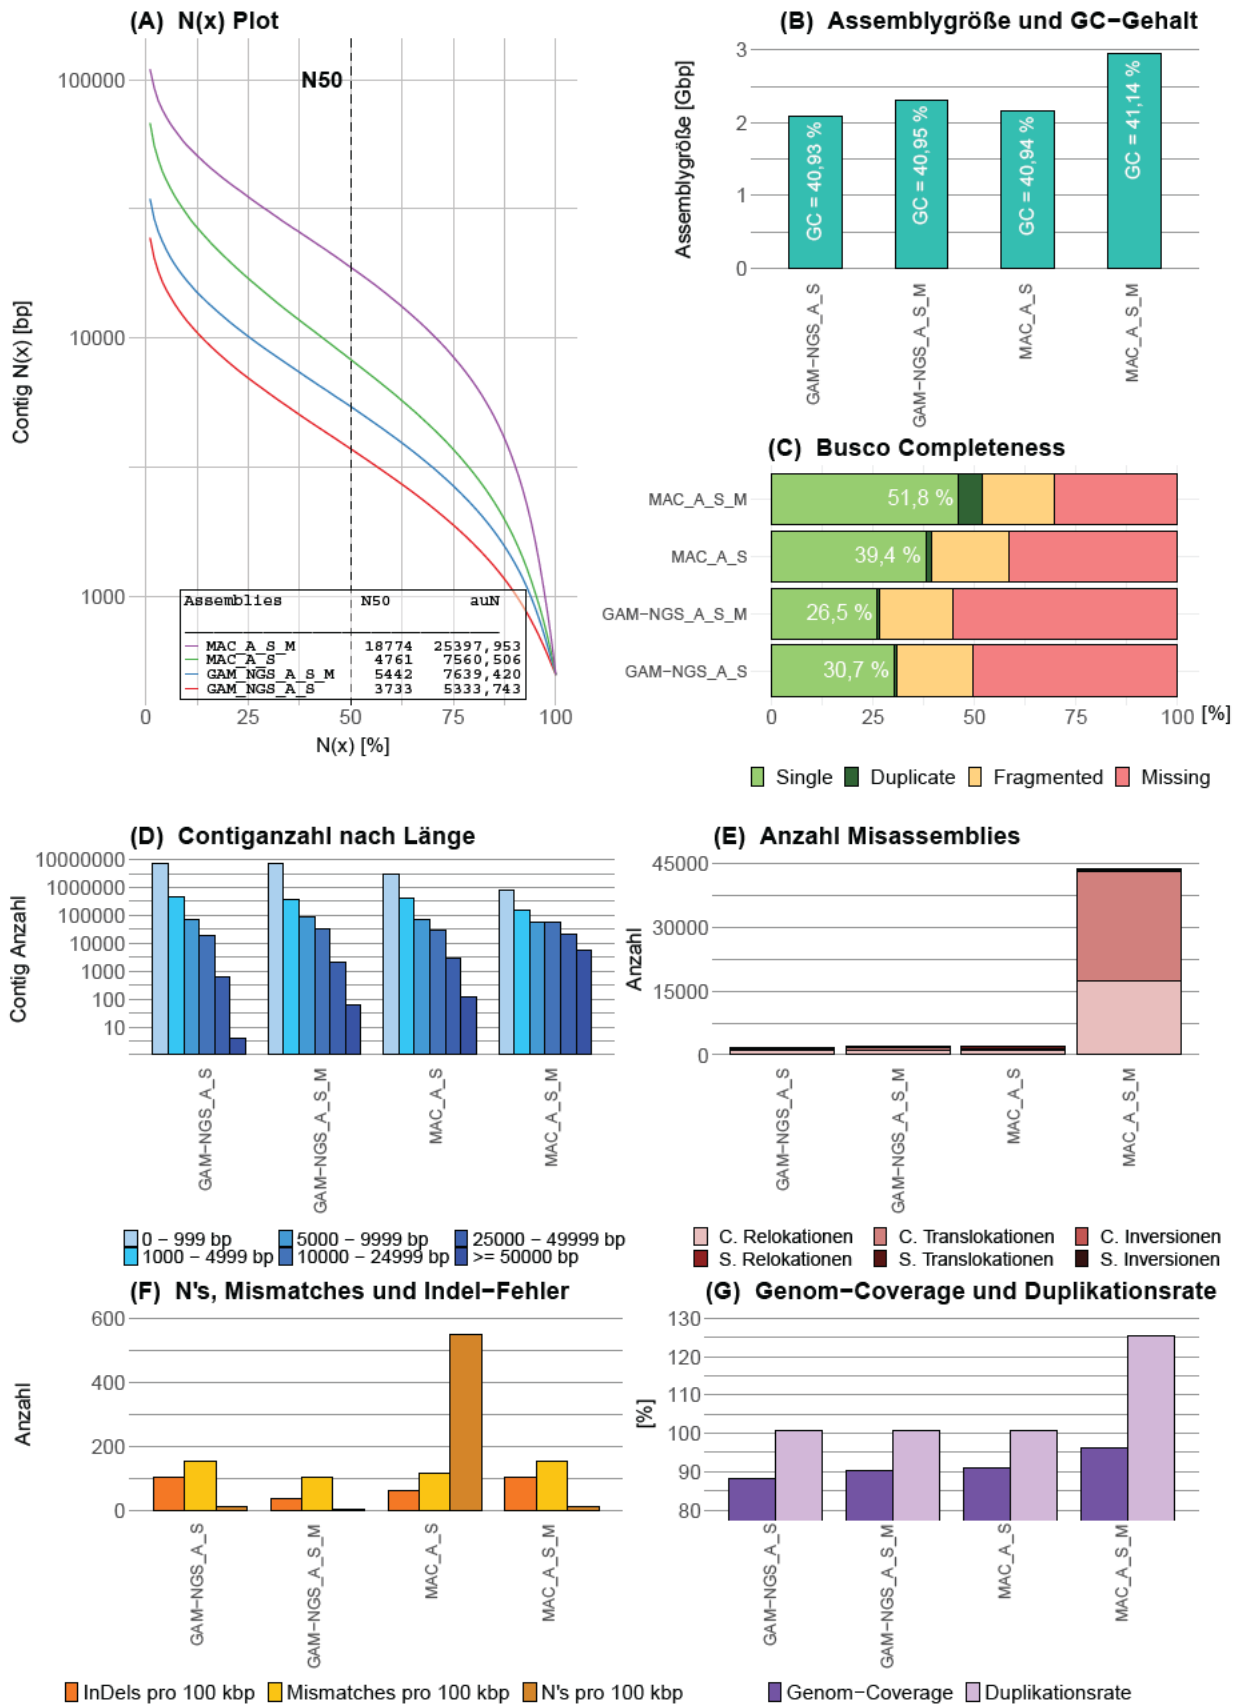 (A) N(x) Plot
N50
100000
10000
1000
Contig N(x) [bp]
Assemblies N50 auN
MAC_A_S_M 18774 25397,953
MAC_A_S 4761 7560,506
GAM_NGS_A_S_M 5442 7639,420
GAM_NGS_A_S 3733 5333,743
0 25 50 75 100
N(x) [%]
(B) Assemblygröße und GC−Gehalt
Assemblygröße [Gbp]
3
2
1
0
GC = 40,93 %
GC = 40,95 %
GC = 40,94 %
GC = 41,14 %
GAM−NGS_A_S
GAM−NGS_A_S_M
MAC_A_S
MAC_A_S_M
(C) Busco Completeness
MAC_A_S_M 51,8 %
MAC_A_S 39,4 %
GAM−NGS_A_S_M 26,5 %
GAM−NGS_A_S 30,7 %
0 25 50 75 100 [%]
Single Duplicate Fragmented Missing
(D) Contiganzahl nach Länge
Contig Anzahl
10000000
1000000
100000
10000
1000
100
10
GAM−NGS_A_S
GAM−NGS_A_S_M
MAC_A_S
MAC_A_S_M
0 − 999 bp 5000 − 9999 bp 25000 − 49999 bp
1000 − 4999 bp 10000 − 24999 bp >= 50000 bp
(E) Anzahl Misassemblies
Anzahl
45000
30000
15000
0
GAM−NGS_A_S
GAM−NGS_A_S_M
MAC_A_S
MAC_A_S_M
C. Relokationen C. Translokationen C. Inversionen
S. Relokationen S. Translokationen S. Inversionen
(F) N's, Mismatches und Indel−Fehler
Anzahl
600
400
200
0
GAM−NGS_A_S
GAM−NGS_A_S_M
MAC_A_S
MAC_A_S_M
InDels pro 100 kbp Mismatches pro 100 kbp N's pro 100 kbp
(G) Genom−Coverage und Duplikationsrate
[%]
130
120
110
100
90
80
GAM−NGS_A_S
GAM−NGS_A_S_M
MAC_A_S
MAC_A_S_M
Genom−Coverage Duplikationsrate